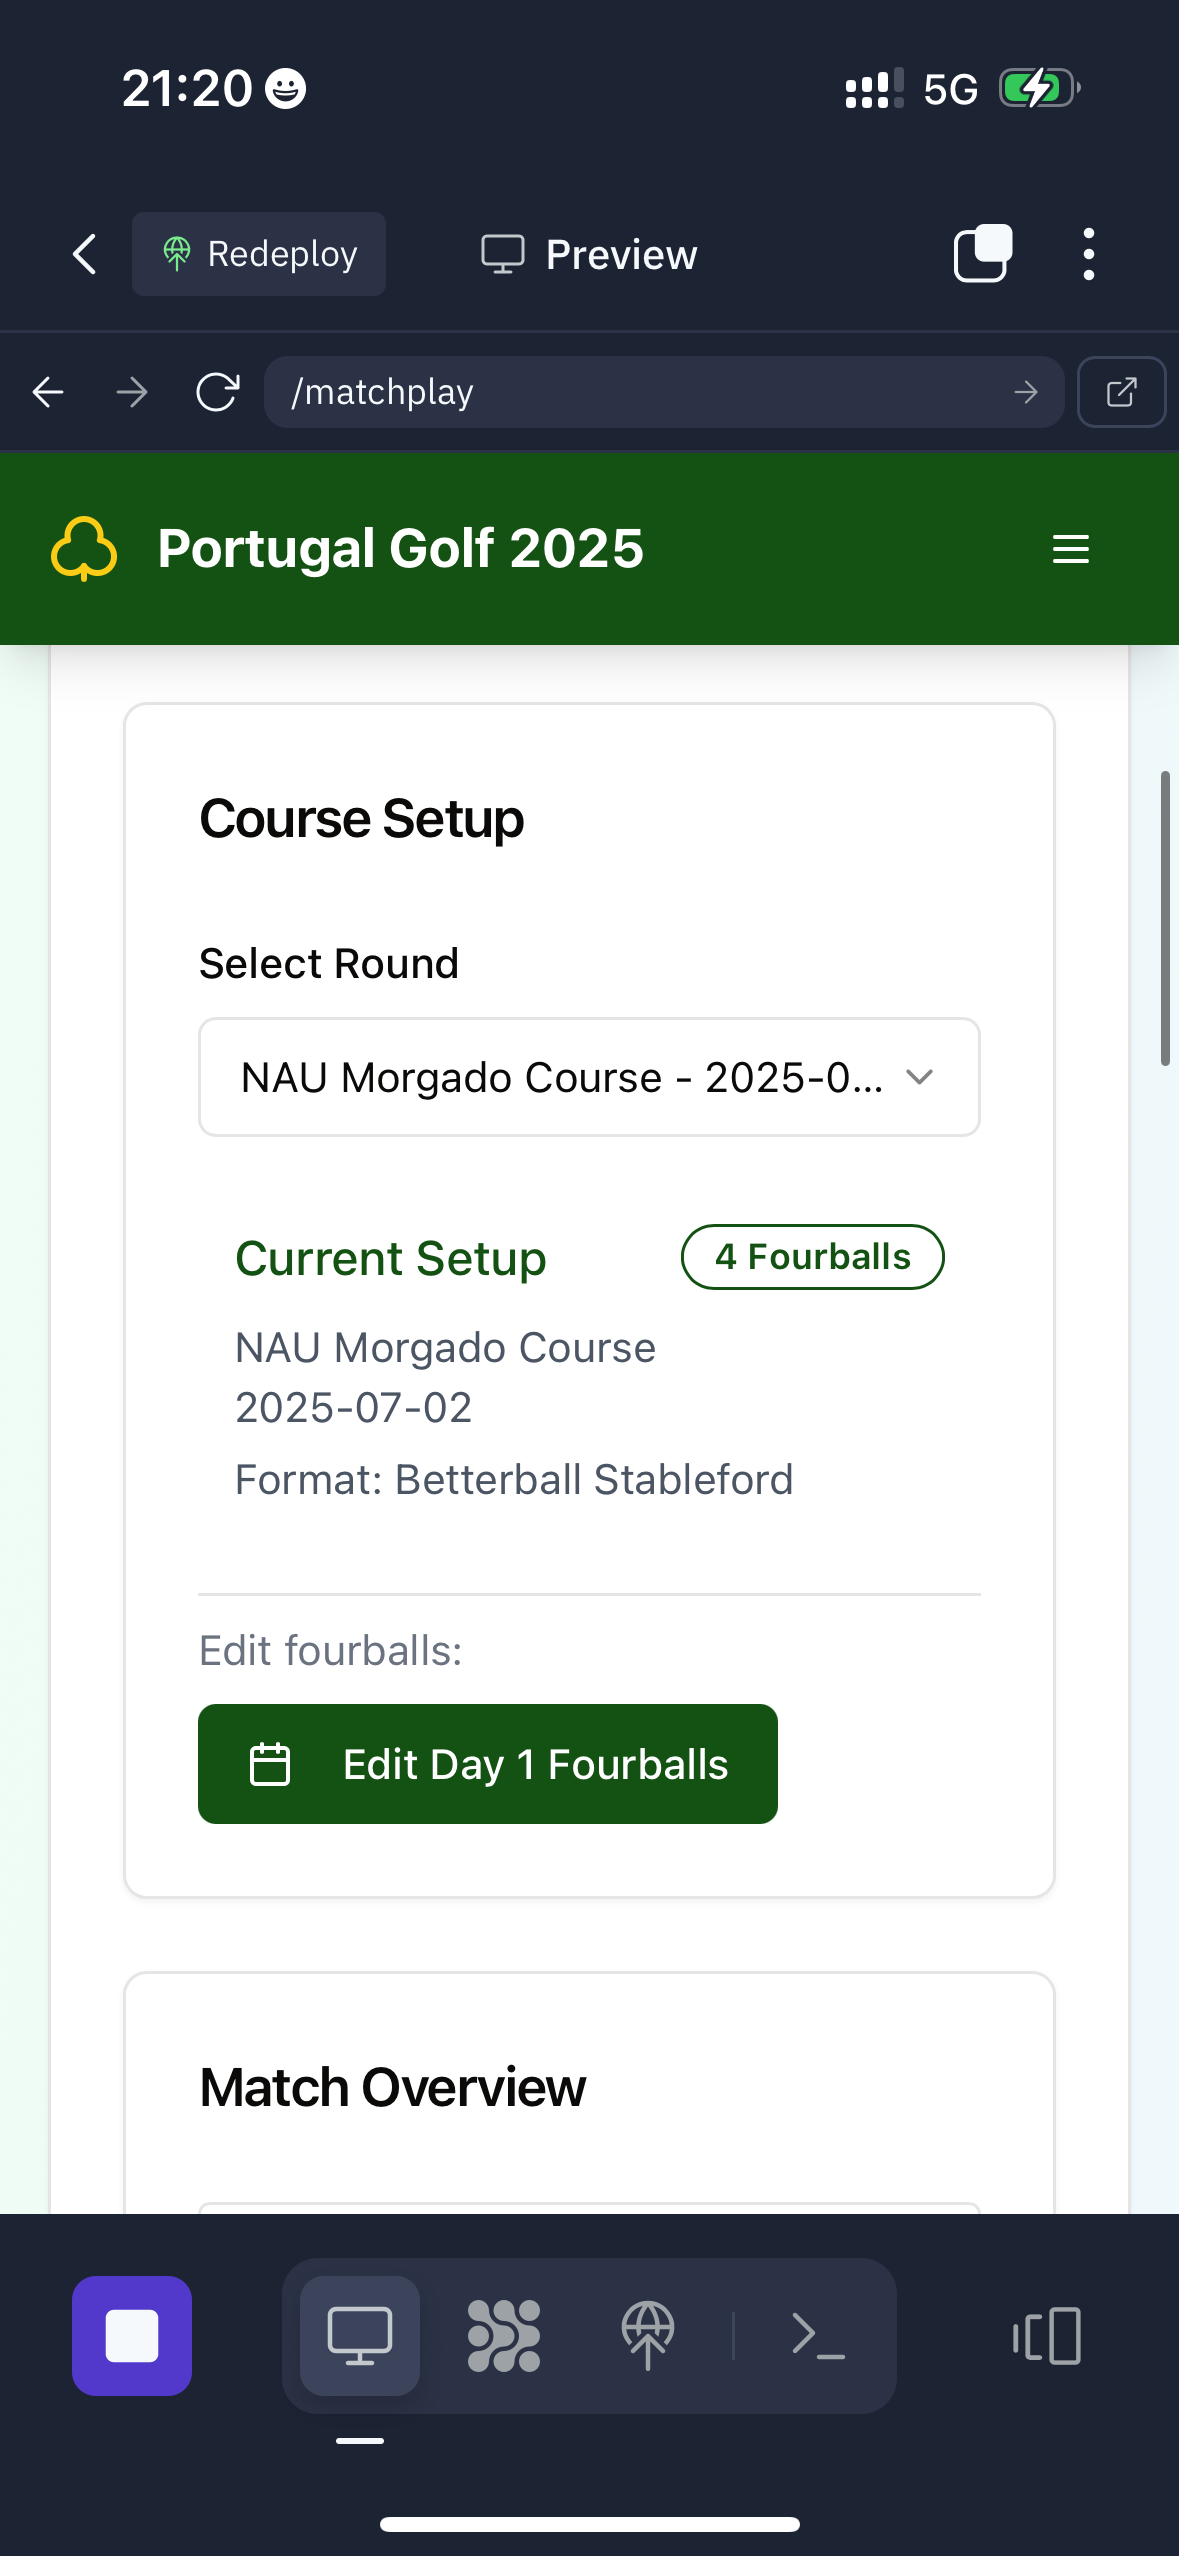 21:20
5G
Redeploy
Preview
/matchplay
Portugal Golf 2025
Course Setup
Select Round
NAU Morgado Course - 2025-0...
Current Setup
4 Fourballs
NAU Morgado Course
2025-07-02
Format: Betterball Stableford
Edit fourballs:
Edit Day 1 Fourballs
Match Overview